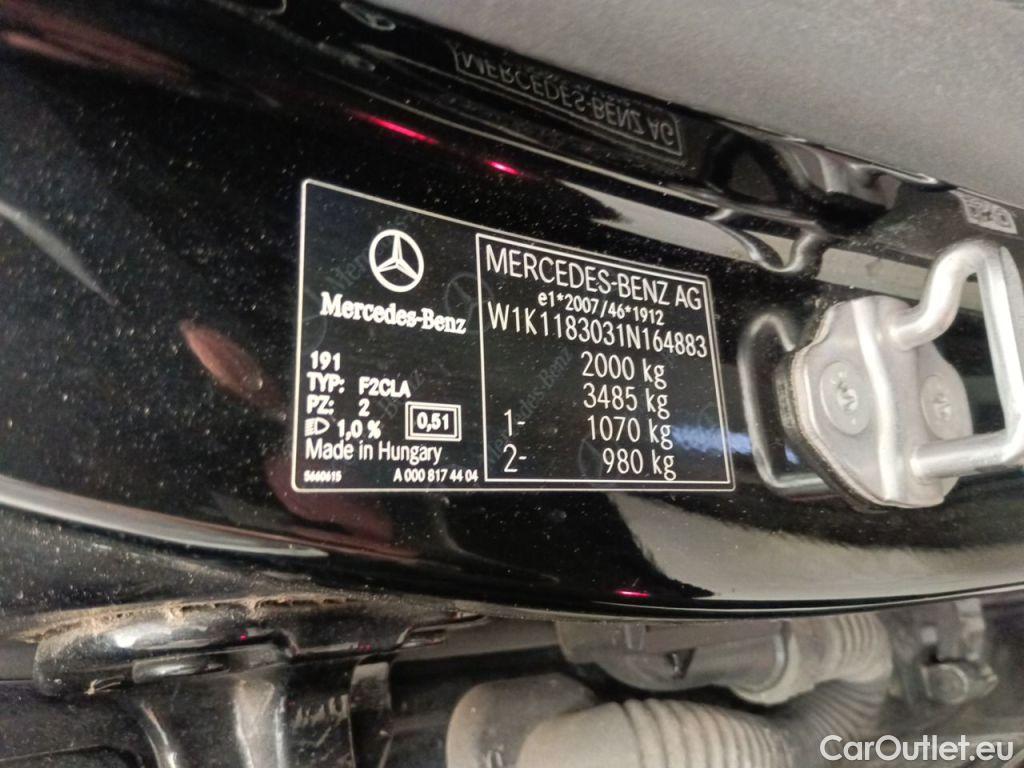 MERCEDES-BENZ AG
Mercedes-Benz
191
TYP: F2CLA
PZ: 2
1,0 % 0,51
Made in Hungary
5660615 A 000 817 44 04
MERCEDES-BENZ AG
e1*2007/46*1912
W1K1183031N164883
2000 kg
3485 kg
1- 1070 kg
2- 980 kg
CarOutlet.eu